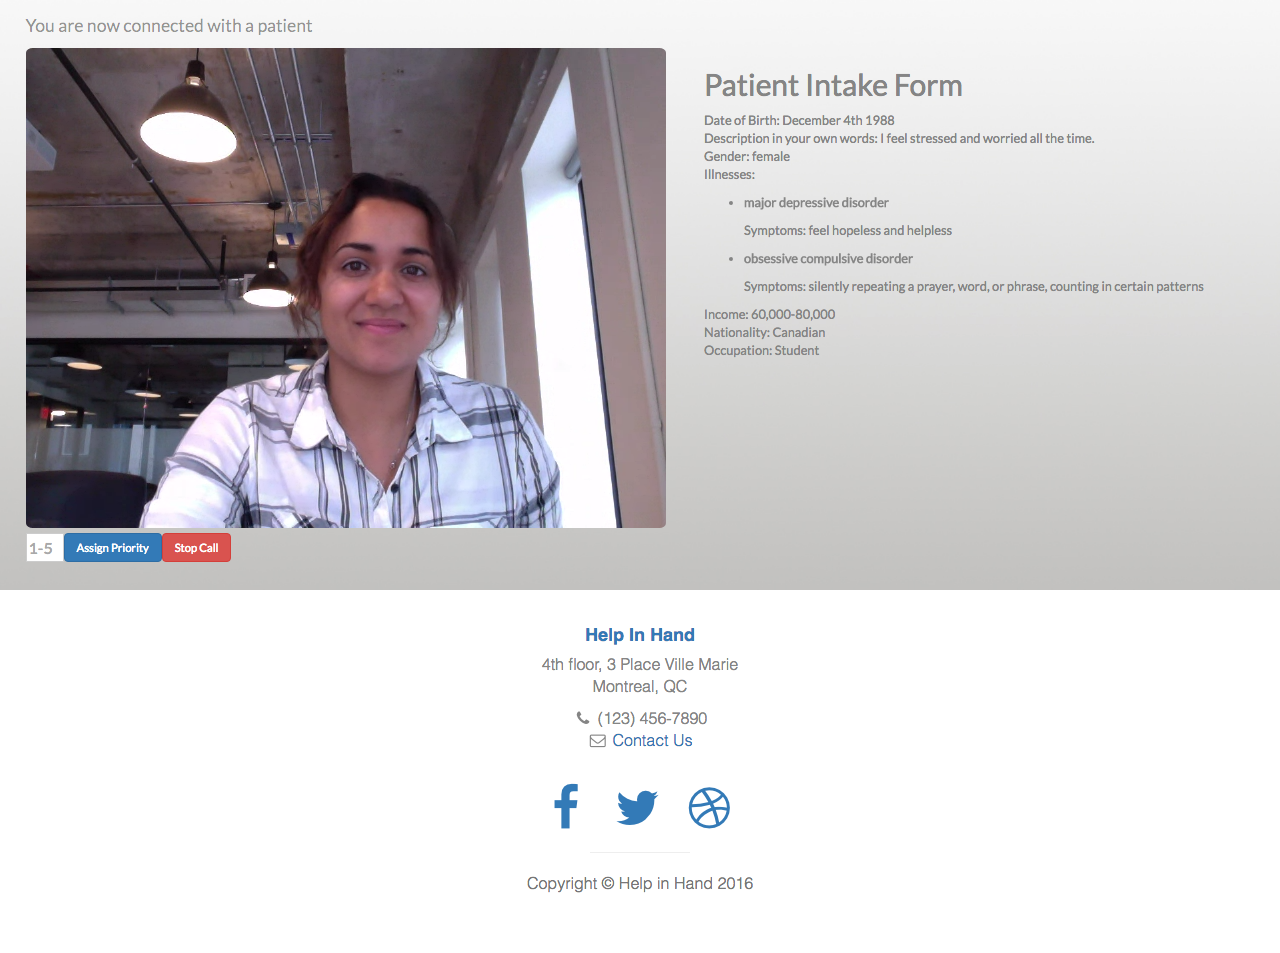 You are now connected with a patient
Patient Intake Form
Date of Birth: December 4th 1988
Description in your own words: I feel stressed and worried all the time.
Gender: female
Illnesses:
• major depressive disorder
Symptoms: feel hopeless and helpless
• obsessive compulsive disorder
Symptoms: silently repeating a prayer, word, or phrase, counting in certain patterns
Income: 60,000-80,000
Nationality: Canadian
Occupation: Student
1-5 Assign Priority Stop Call
Help In Hand
4th floor, 3 Place Ville Marie
Montreal, QC
(123) 456-7890
Contact Us
Copyright © Help in Hand 2016